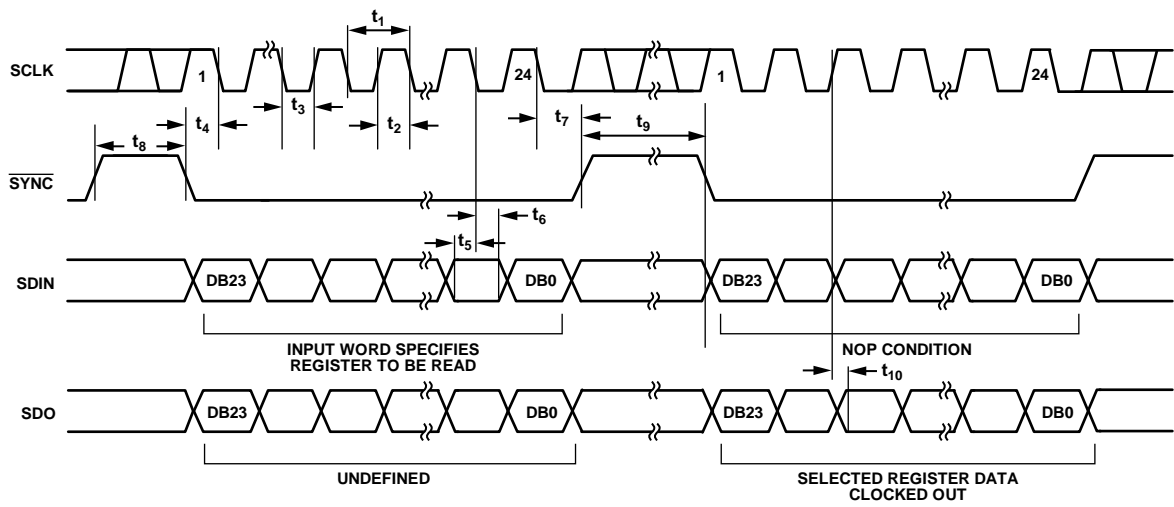 t1
SCLK
1
24
1
24
t3
t4
t2
t7
t9
t8
SYNC
t6
t5
SDIN
DB23
DB0
DB23
DB0
INPUT WORD SPECIFIES
REGISTER TO BE READ
NOP CONDITION
t10
SDO
DB23
DB0
DB23
DB0
UNDEFINED
SELECTED REGISTER DATA
CLOCKED OUT